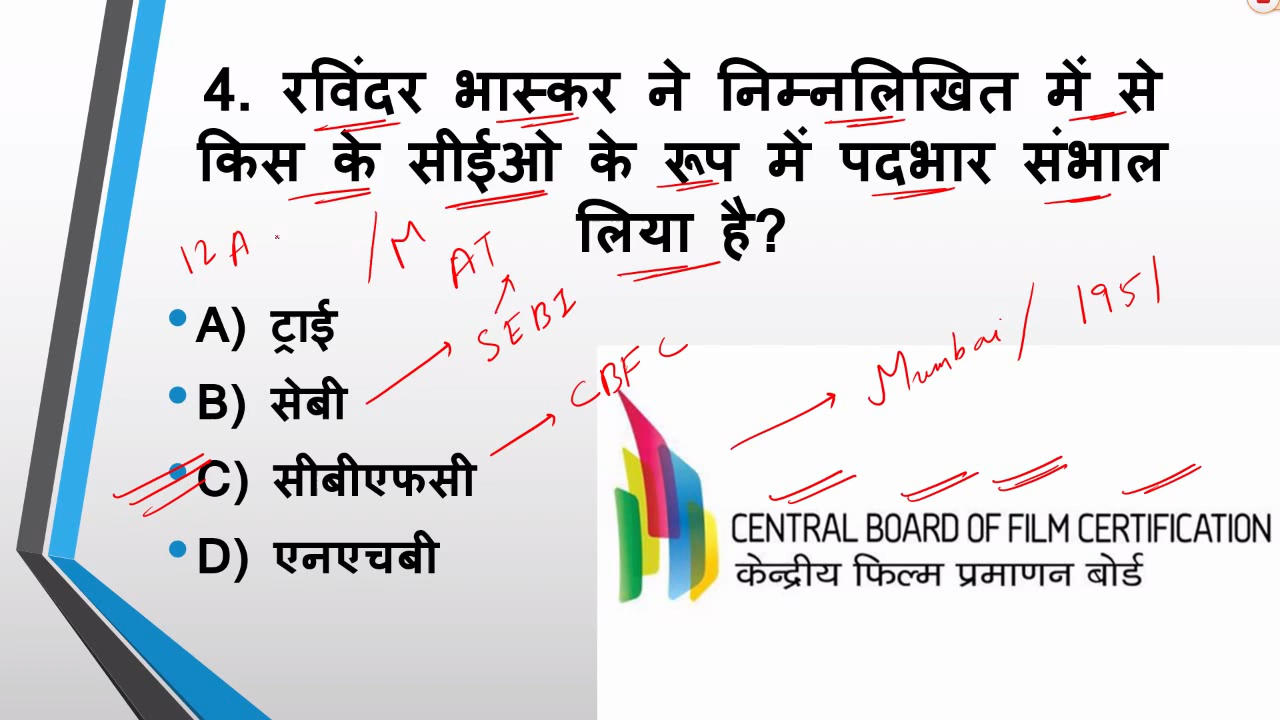 4. रविंदर भास्कर ने निम्नलिखित में से
किस के सीईओ के रूप में पदभार संभाल
लिया है?
12 A
/M
AT
SEBI
CBFC
Mumbai / 1951
A) ट्राई
B) सेबी
C) सीबीएफसी
D) एनएचबी
CENTRAL BOARD OF FILM CERTIFICATION
केन्द्रीय फिल्म प्रमाणन बोर्ड